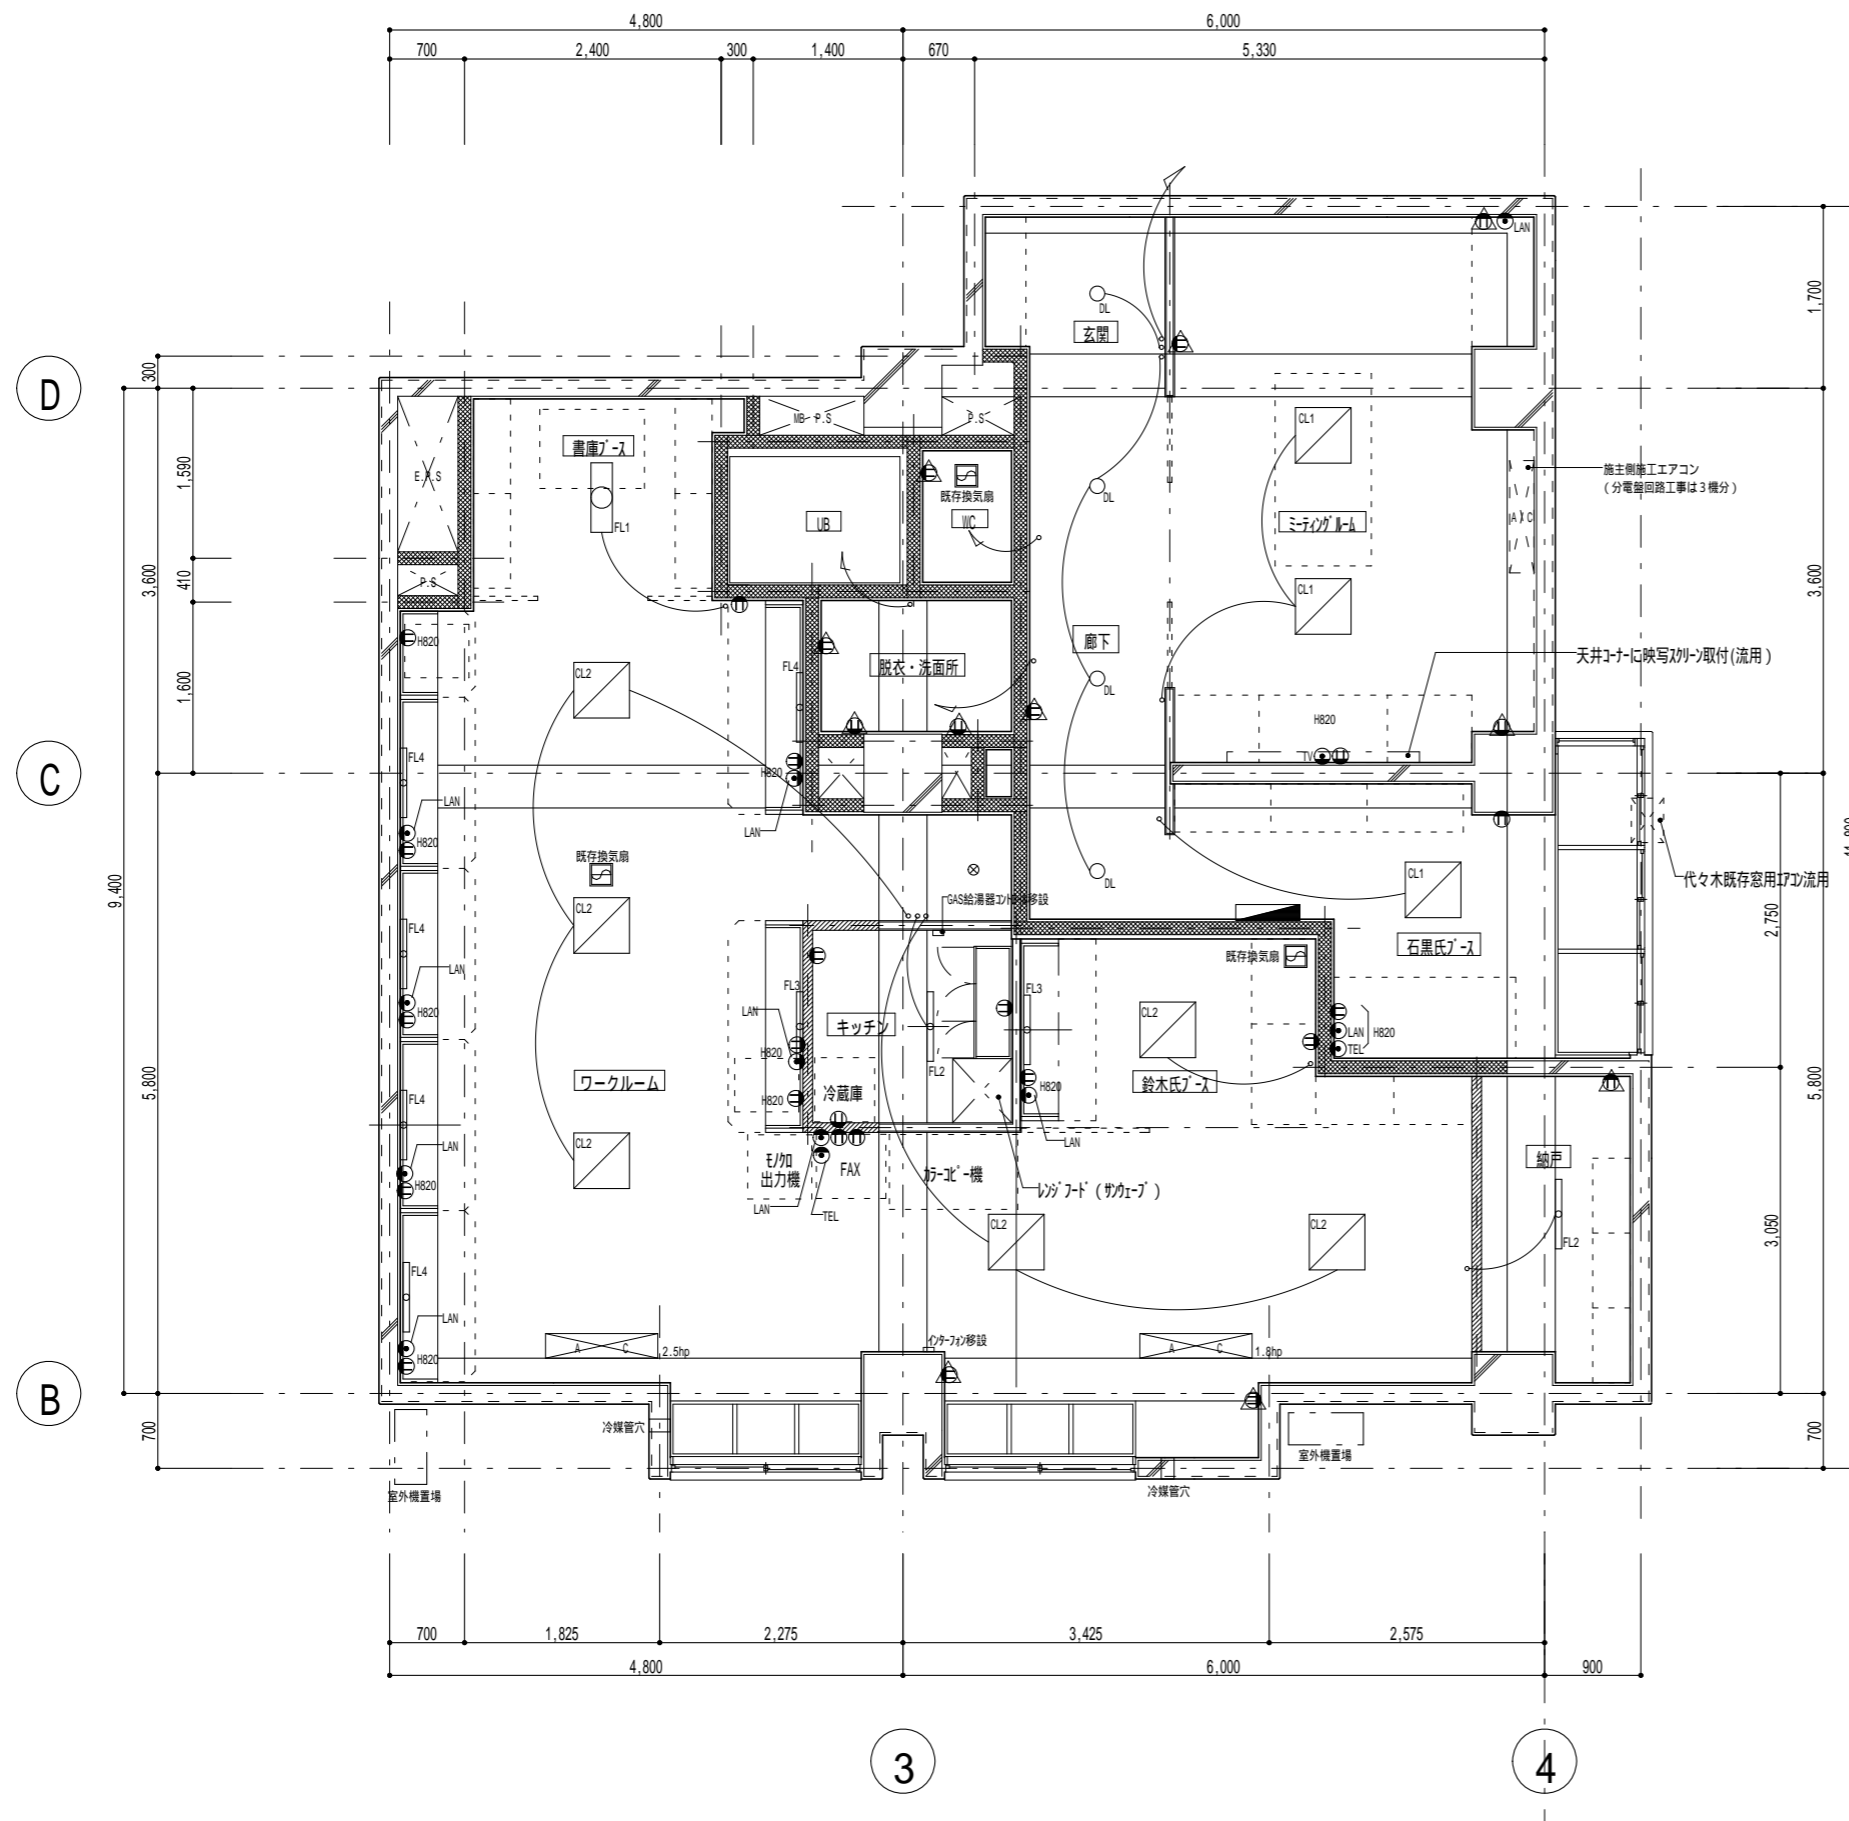 4,800
6,000
700
2,400
300
1,400
670
5,330
LAN
1,700
DL
玄関
300
D
MB P.S
P.S
CL1
書庫ブース
1,590
E.P.S
施主側施工エアコン
(分電盤回路工事は3機分)
既存換気扇
DL
FL1
UB
WC
ミーティングルーム
A C
3,600
410
P.S
3,600
CL1
H820
廊下
天井コーナーに映写スクリーン取付(流用)
FL4
脱衣・洗面所
CL2
1,600
DL
H820
TV
C
FL4
H820
LAN
LAN
H820
既存換気扇
DL
CL1
代々木既存窓用エアコン流用
9,400
CL2
GAS給湯器コントローラ移設
2,750
FL4
石黒氏ブース
既存換気扇
LAN
FL3
FL3
H820
LAN
キッチン
CL2
LAN
H820
TEL
H820
FL2
ワークルーム
冷蔵庫
鈴木氏ブース
5,800
5,800
FL4
H820
H820
LAN
CL2
LAN
モノクロ
出力機
FAX
カラーコピー機
納戸
H820
レンジフード(サンウェーブ)
LAN
TEL
CL2
CL2
3,050
FL2
FL4
LAN
インターフォン移設
A C
2.5hp
A C
1.8hp
H820
B
700
冷媒管穴
700
室外機置場
室外機置場
冷媒管穴
700
1,825
2,275
3,425
2,575
4,800
6,000
900
3
4